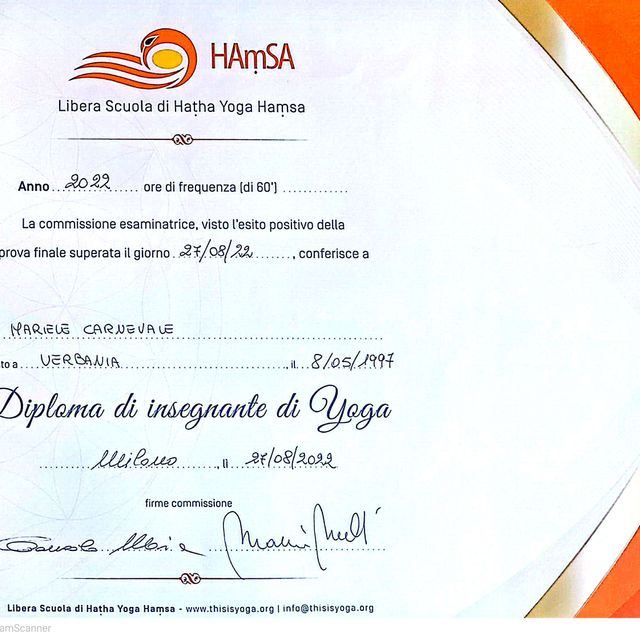 HAṃSA
Libera Scuola di Haṭha Yoga Haṃsa
Anno 2022 ore di frequenza (di 60')
La commissione esaminatrice, visto l'esito positivo della
prova finale superata il giorno 27/08/22, conferisce a
MARIELE CARNEVALE
to a VERBANIA, il 8/05/1997
Diploma di insegnante di Yoga
Milano, lì 27/08/2022
firme commissione
Libera Scuola di Haṭha Yoga Haṃsa - www.thisisyoga.org | info@thisisyoga.org
amScanner